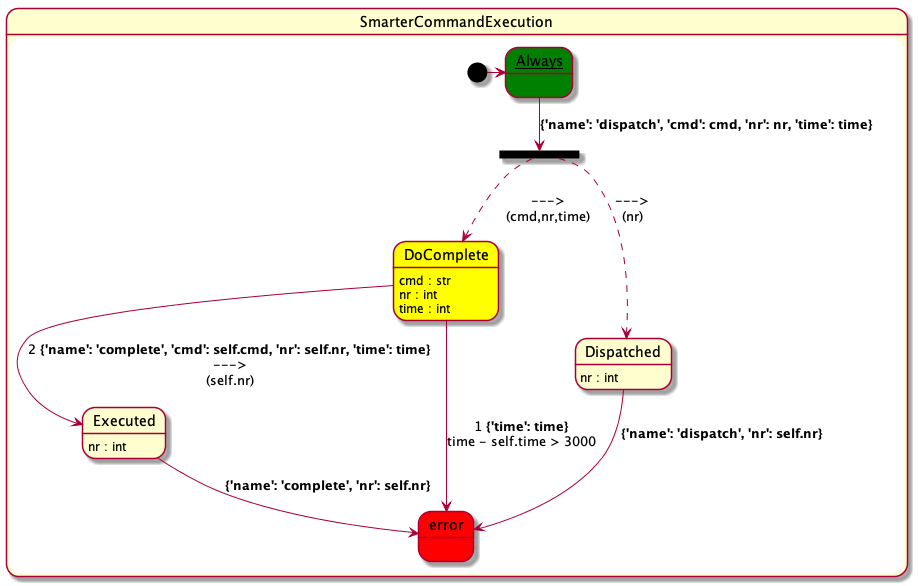 SmarterCommandExecution
Always
{'name': 'dispatch', 'cmd': cmd, 'nr': nr, 'time': time}
--->
(cmd,nr,time)
--->
(nr)
DoComplete
cmd : str
nr : int
time : int
Dispatched
nr : int
2 {'name': 'complete', 'cmd': self.cmd, 'nr': self.nr, 'time': time}
--->
(self.nr)
Executed
nr : int
1 {'time': time}
time - self.time > 3000
{'name': 'dispatch', 'nr': self.nr}
{'name': 'complete', 'nr': self.nr}
error